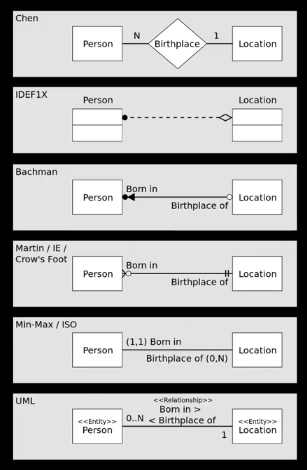 Chen
Person N Birthplace 1 Location
IDEF1X
Person Location
Bachman
Person Born in Location
Birthplace of
Martin / IE /
Crow's Foot
Person Born in Location
Birthplace of
Min-Max / ISO
Person (1,1) Born in Location
Birthplace of (0,N)
UML
<<Relationship>>
Born in >
<<Entity>> 0..N < Birthplace of <<Entity>>
Person Location
1